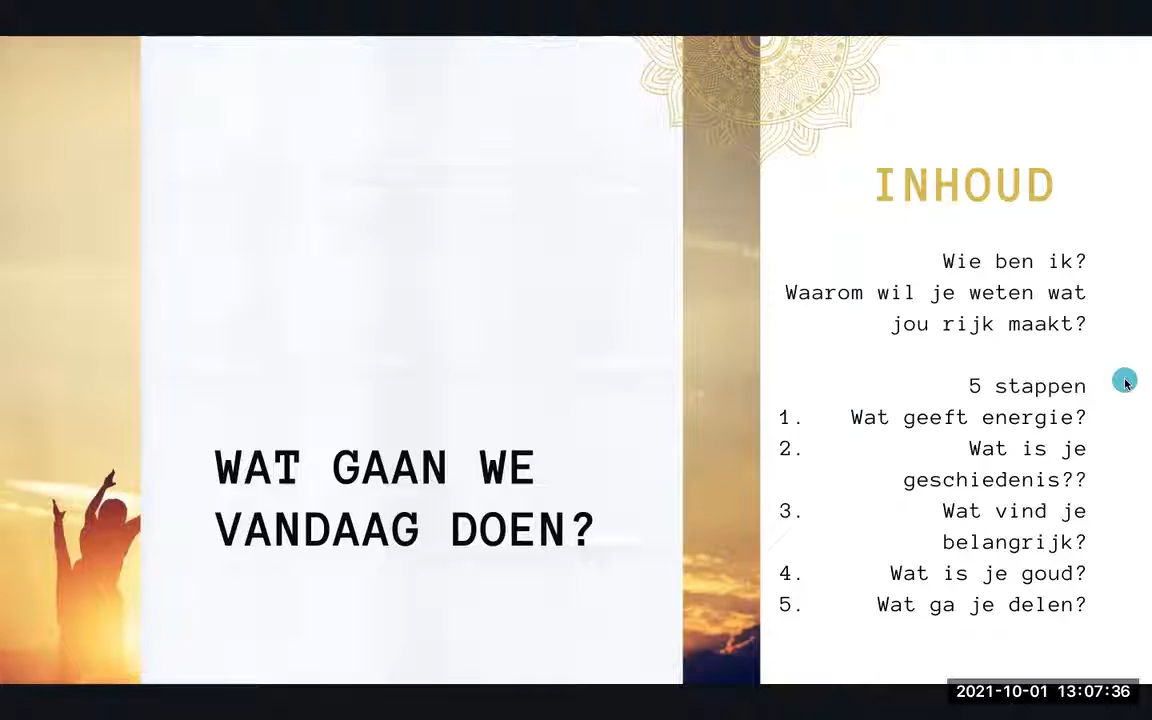 WAT GAAN WE
VANDAAG DOEN?
INHOUD
Wie ben ik?
Waarom wil je weten wat
jou rijk maakt?
5 stappen
1. Wat geeft energie?
2. Wat is je
geschiedenis??
3. Wat vind je
belangrijk?
4. Wat is je goud?
5. Wat ga je delen?
2021-10-01 13:07:36